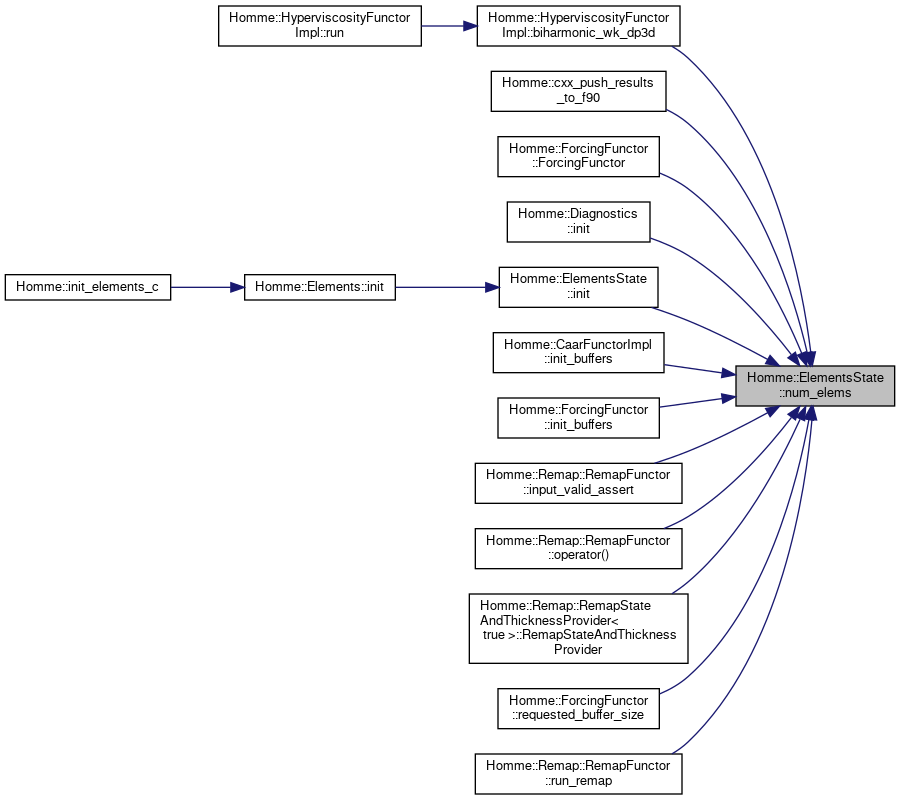 Homme::HyperviscosityFunctor
Impl::run
Homme::HyperviscosityFunctor
Impl::biharmonic_wk_dp3d
Homme::cxx_push_results
_to_f90
Homme::ForcingFunctor
::ForcingFunctor
Homme::Diagnostics
::init
Homme::init_elements_c
Homme::Elements::init
Homme::ElementsState
::init
Homme::CaarFunctorImpl
::init_buffers
Homme::ElementsState
::num_elems
Homme::ForcingFunctor
::init_buffers
Homme::Remap::RemapFunctor
::input_valid_assert
Homme::Remap::RemapFunctor
::operator()
Homme::Remap::RemapState
AndThicknessProvider<
true >::RemapStateAndThickness
Provider
Homme::ForcingFunctor
::requested_buffer_size
Homme::Remap::RemapFunctor
::run_remap